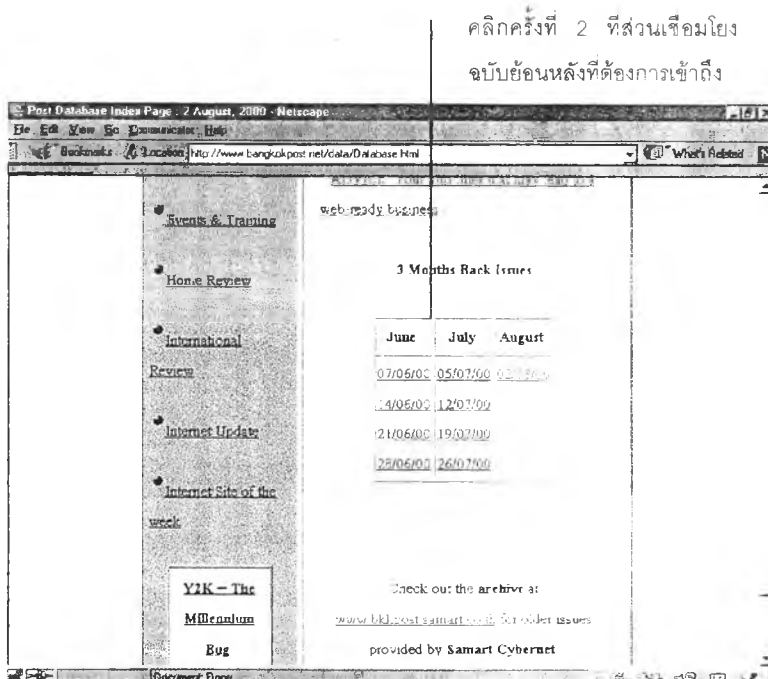 คลิกครั้งที่ 2 ที่ส่วนเชื่อมโยง
ฉบับย้อนหลังที่ต้องการเข้าถึง
Post Database Index Page : 2 August, 2000 - Netscape
File Edit View Go Communicator Help
Bookmarks Location: http://www.bangkokpost.net/data/Database.html What's Related
web-ready business
Events & Training
Home Review
International
Review
Internet Update
Internet Site of the
week
Y2K – The
Millennium
Bug
3 Months Back Issues
June July August
07/06/00 05/07/00
14/06/00 12/07/00
21/06/00 19/07/00
28/06/00 26/07/00
Check out the archive at
for older issues
provided by Samart Cybernet
Document: Done